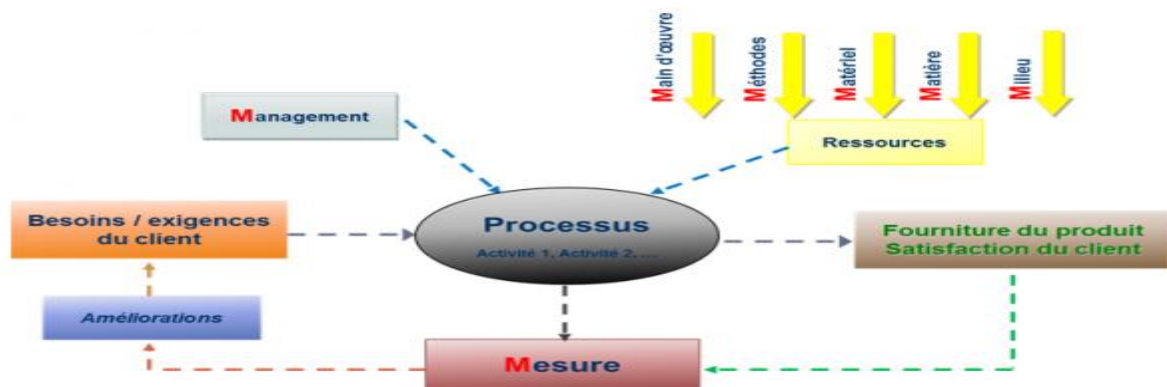 Main d'œuvre
Méthodes
Matériel
Matière
Milieu
Management
Ressources
Besoins / exigences
du client
Processus
Activité 1, Activité 2, ...
Fourniture du produit
Satisfaction du client
Améliorations
Mesure